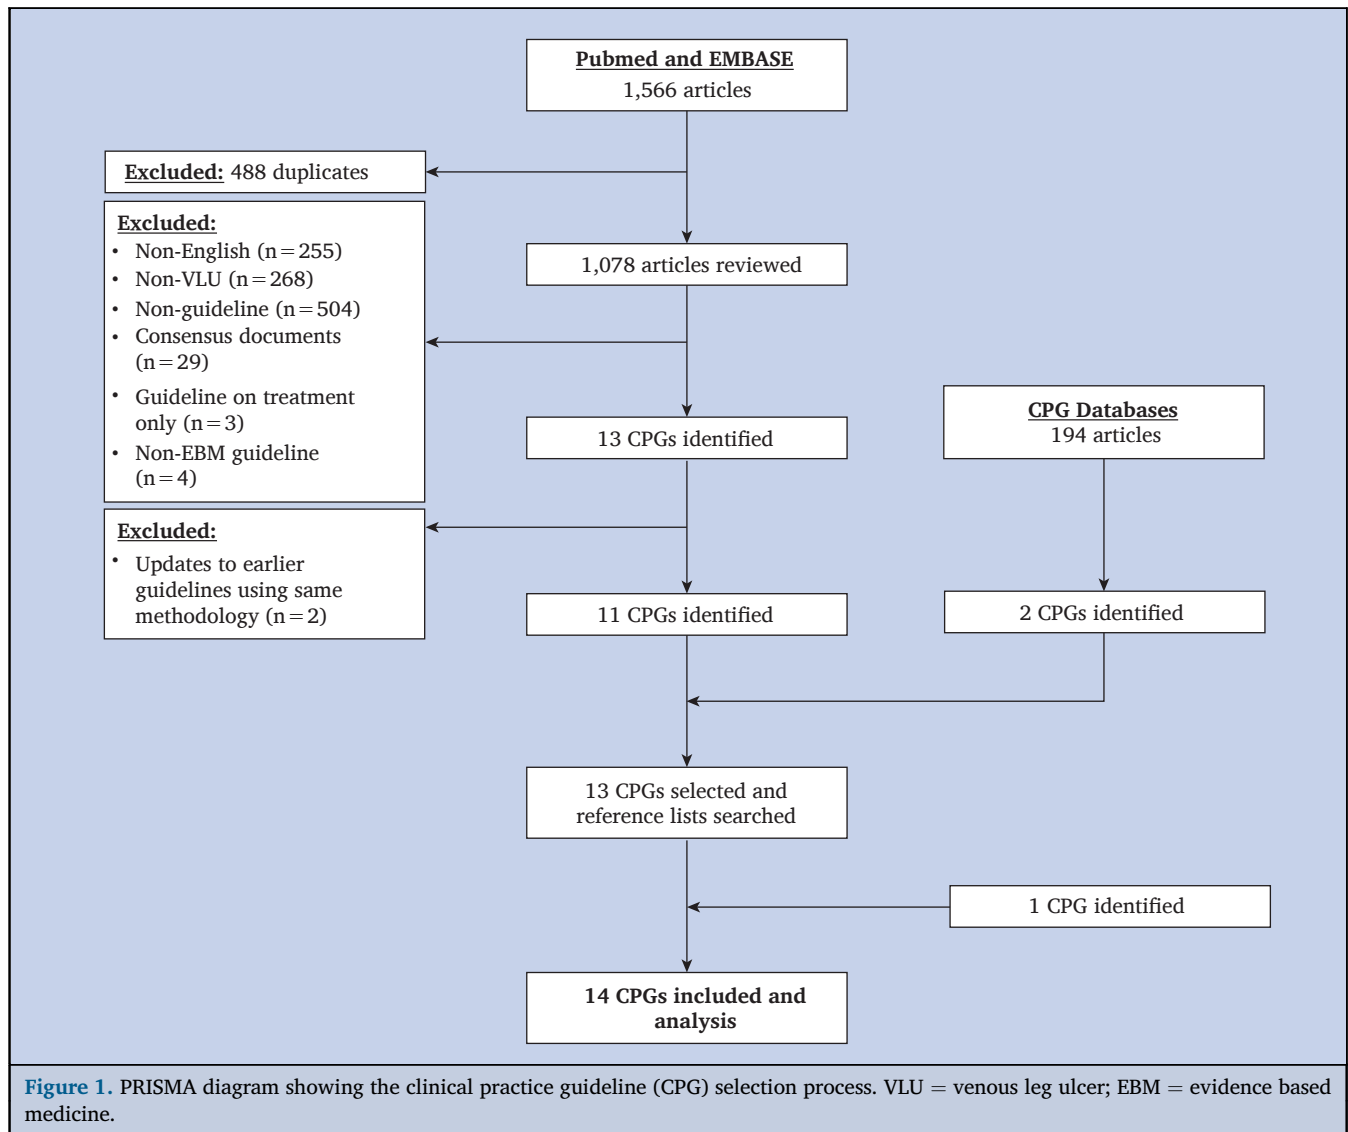 Pubmed and EMBASE
1,566 articles
Excluded: 488 duplicates
Excluded:
• Non-English (n = 255)
• Non-VLU (n = 268)
• Non-guideline (n = 504)
• Consensus documents
(n = 29)
• Guideline on treatment
only (n = 3)
• Non-EBM guideline
(n = 4)
1,078 articles reviewed
13 CPGs identified
CPG Databases
194 articles
Excluded:
• Updates to earlier
guidelines using same
methodology (n = 2)
11 CPGs identified
2 CPGs identified
13 CPGs selected and
reference lists searched
1 CPG identified
14 CPGs included and
analysis
Figure 1. PRISMA diagram showing the clinical practice guideline (CPG) selection process. VLU = venous leg ulcer; EBM = evidence based
medicine.